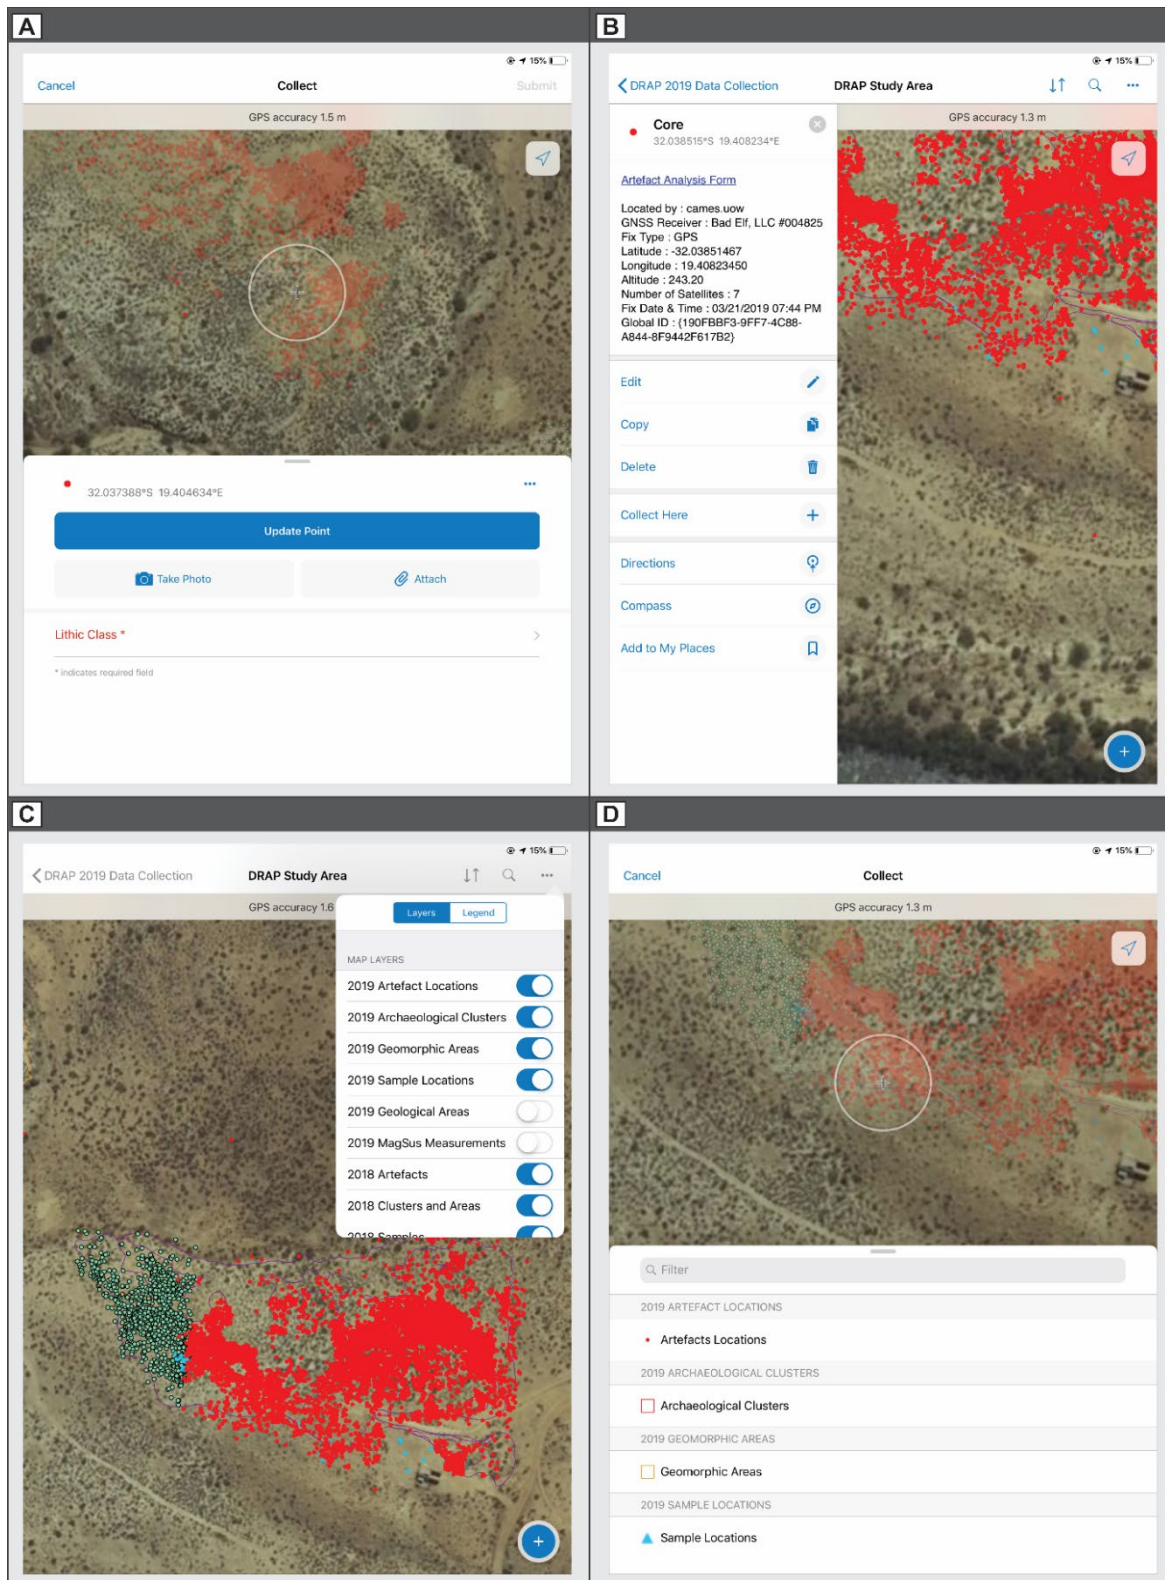 A
15%
Cancel
Collect
Submit
GPS accuracy 1.5 m
32.037388°S 19.404634°E
Update Point
Take Photo
Attach
Lithic Class *
* indicates required field
B
15%
DRAP 2019 Data Collection
DRAP Study Area
GPS accuracy 1.3 m
Core
32.038515°S 19.408234°E
Artefact Analysis Form
Located by : cames.uow
GNSS Receiver : Bad Elf, LLC #004825
Fix Type : GPS
Latitude : -32.03851467
Longitude : 19.40823450
Altitude : 243.20
Number of Satellites : 7
Fix Date & Time : 03/21/2019 07:44 PM
Global ID : {190FBBF3-9FF7-4C88-
A844-8F9442F617B2}
Edit
Copy
Delete
Collect Here
Directions
Compass
Add to My Places
C
15%
DRAP 2019 Data Collection
DRAP Study Area
GPS accuracy 1.6
Layers
Legend
MAP LAYERS
2019 Artefact Locations
2019 Archaeological Clusters
2019 Geomorphic Areas
2019 Sample Locations
2019 Geological Areas
2019 MagSus Measurements
2018 Artefacts
2018 Clusters and Areas
2018 Samples
D
15%
Cancel
Collect
GPS accuracy 1.3 m
Filter
2019 ARTEFACT LOCATIONS
Artefacts Locations
2019 ARCHAEOLOGICAL CLUSTERS
Archaeological Clusters
2019 GEOMORPHIC AREAS
Geomorphic Areas
2019 SAMPLE LOCATIONS
Sample Locations